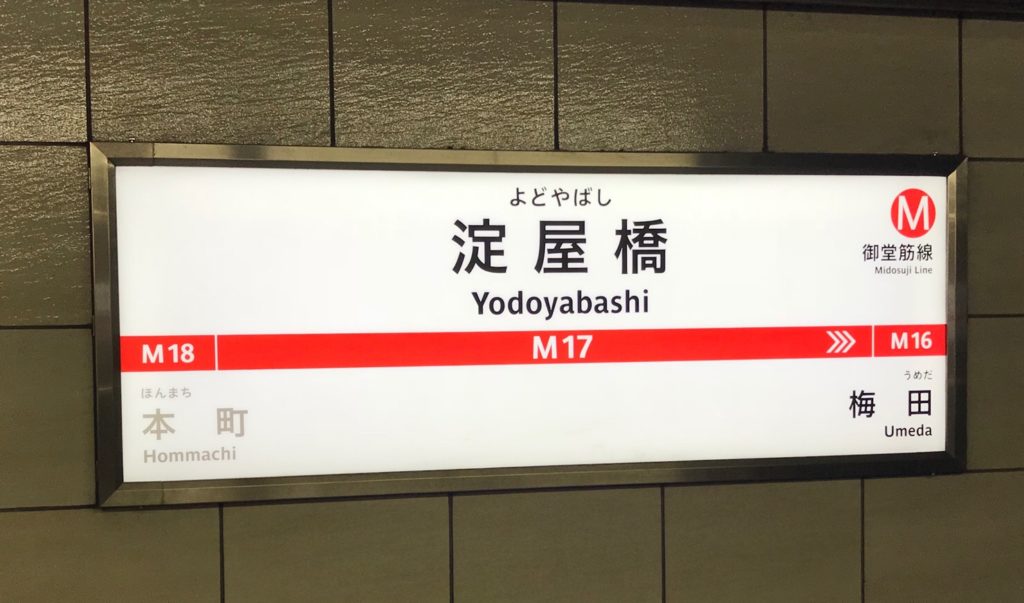 よどやばし
淀屋橋
Yodoyabashi
M
御堂筋線
Midosuji Line
M18
M17
M16
ほんまち
本町
Hommachi
うめだ
梅田
Umeda